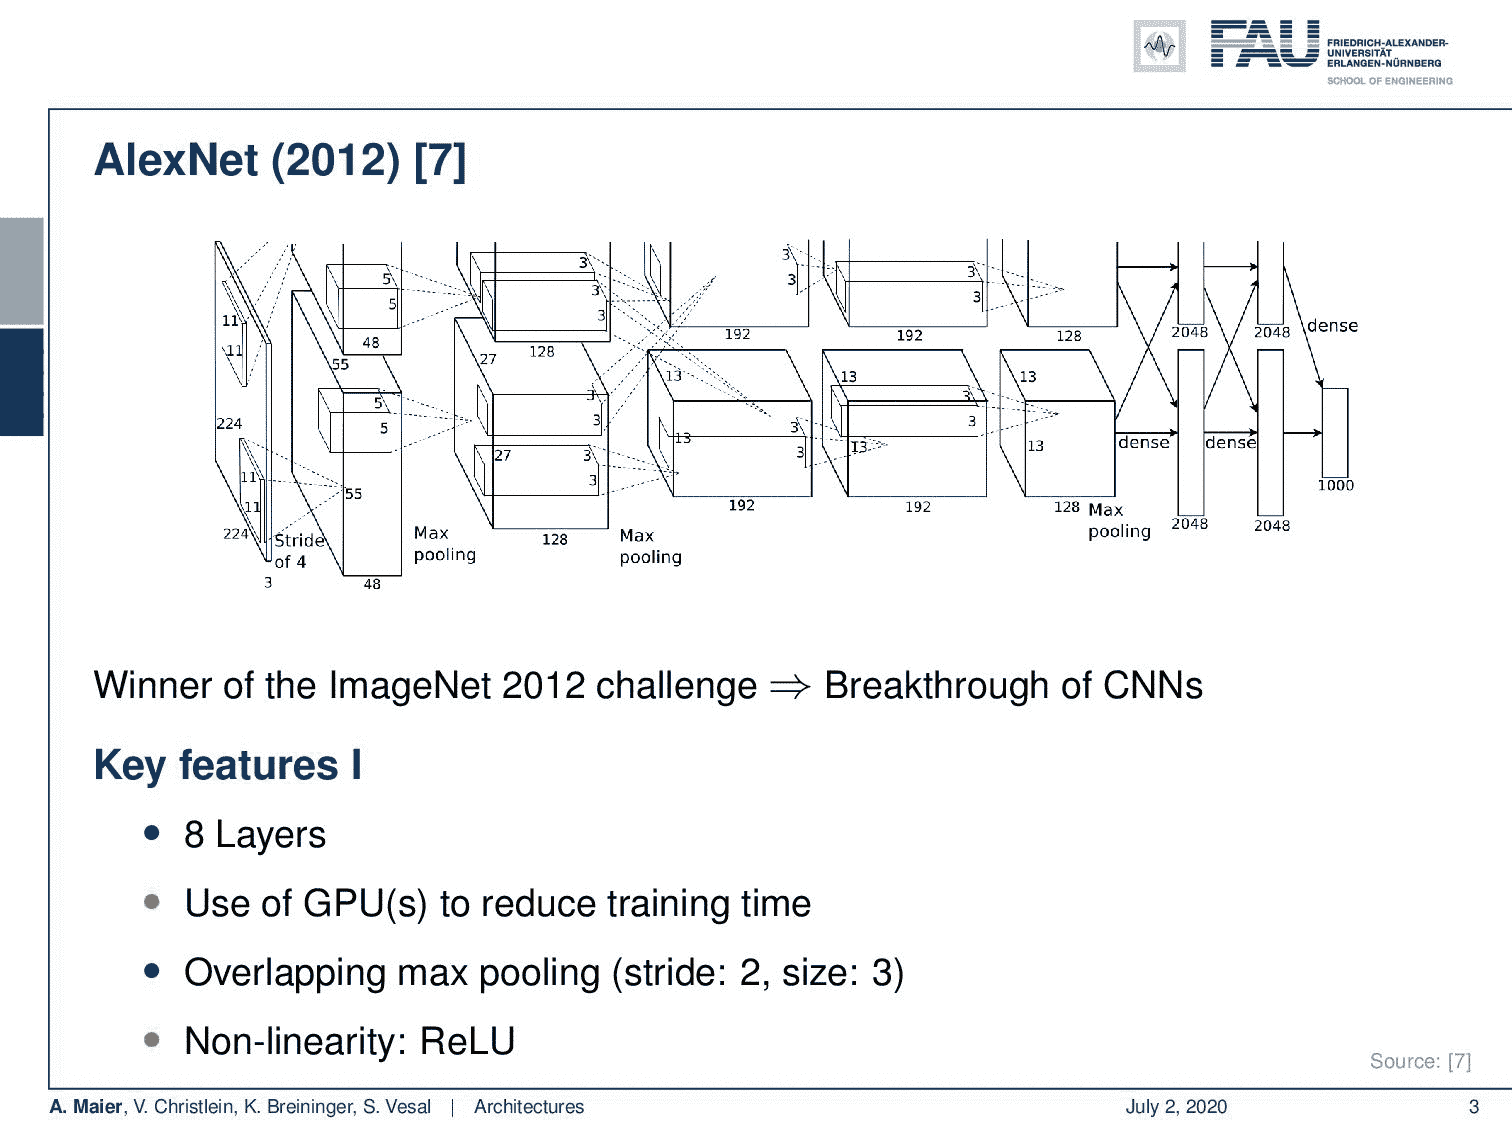 FAU
FRIEDRICH-ALEXANDER-
UNIVERSITÄT
ERLANGEN-NÜRNBERG
SCHOOL OF ENGINEERING
AlexNet (2012) [7]
11
11
224
11
11
224
3
Stride
of 4
5
5
48
55
5
5
55
48
Max
pooling
3
3
3
128
27
3
3
27
3
3
128
Max
pooling
3
3
192
13
13
3
3
192
3
3
192
13
3
3
13
192
128
13
13
128
Max
pooling
dense
dense
2048
2048
2048
2048
dense
1000
Winner of the ImageNet 2012 challenge ⇒ Breakthrough of CNNs
Key features I
• 8 Layers
• Use of GPU(s) to reduce training time
• Overlapping max pooling (stride: 2, size: 3)
• Non-linearity: ReLU
Source: [7]
A. Maier, V. Christlein, K. Breininger, S. Vesal | Architectures
July 2, 2020
3